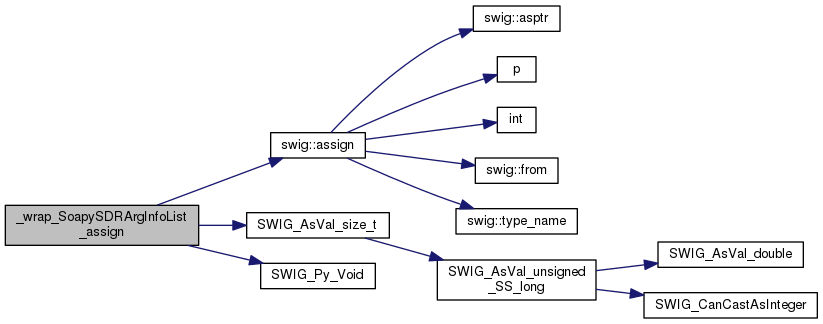 swig::asptr
p
int
swig::assign
swig::from
_wrap_SoapySDRArgInfoList
_assign
SWIG_AsVal_size_t
swig::type_name
SWIG_AsVal_double
SWIG_Py_Void
SWIG_AsVal_unsigned
_SS_long
SWIG_CanCastAsInteger